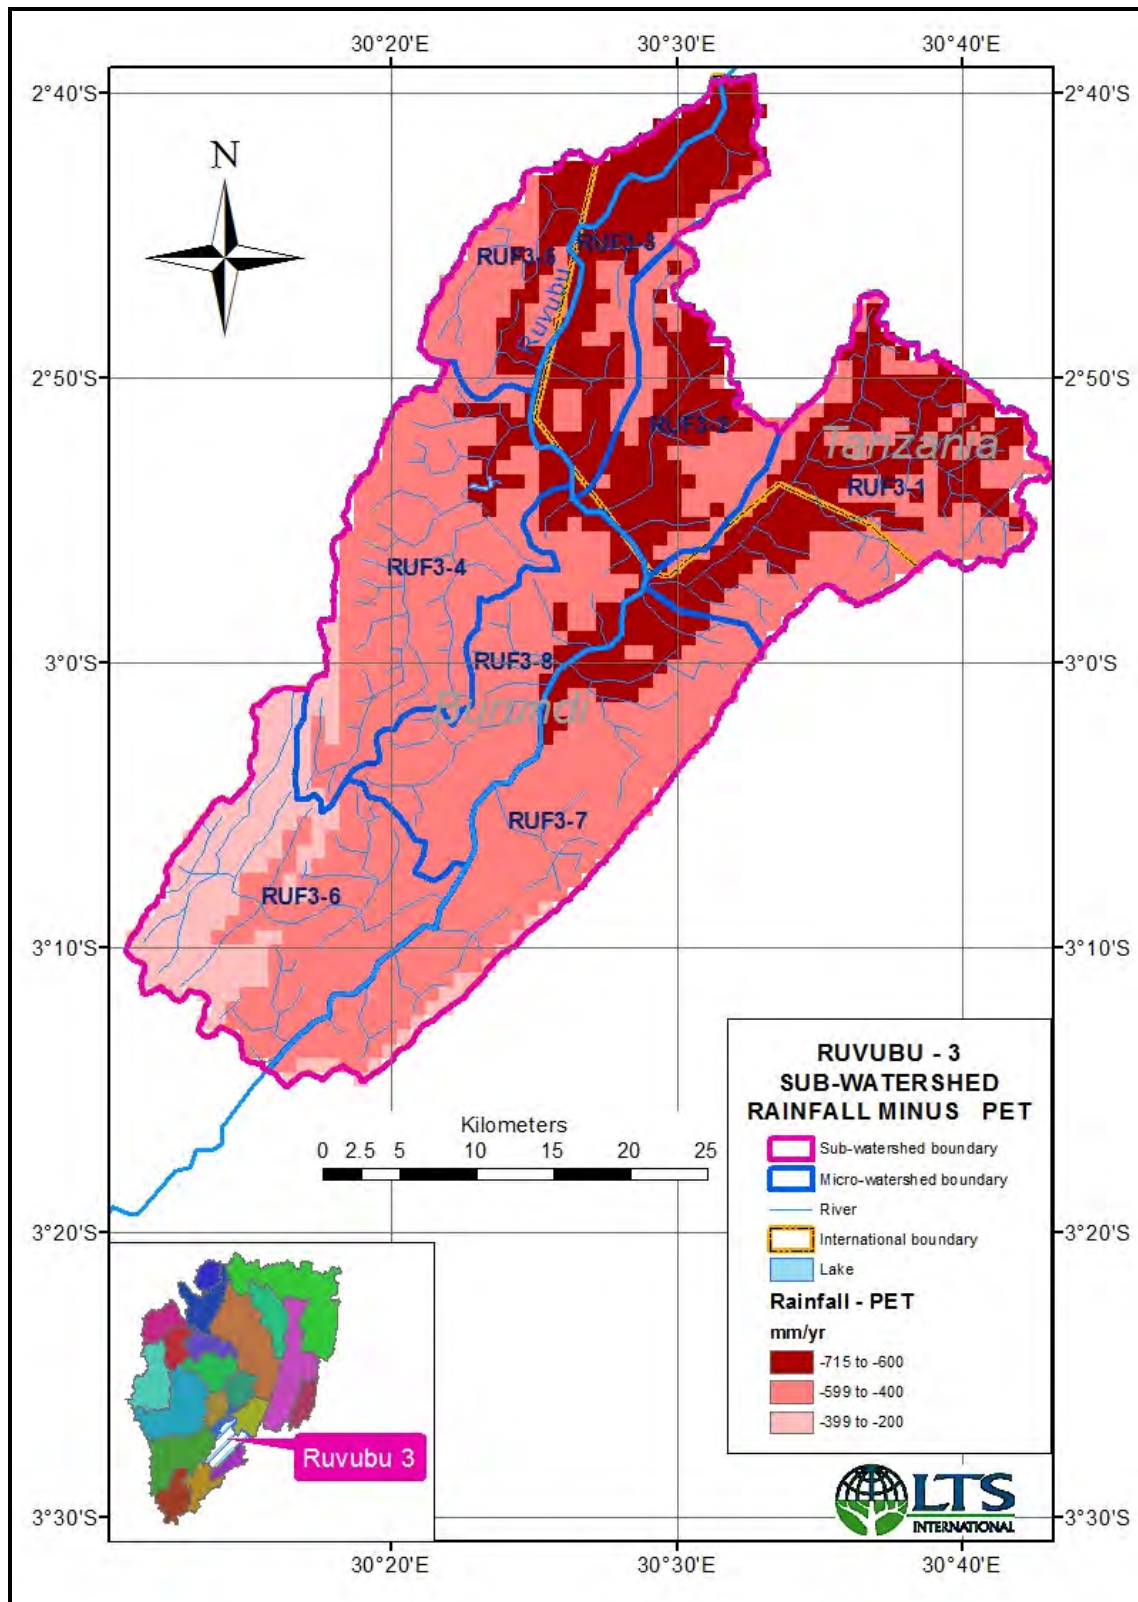 30°20'E 30°30'E 30°40'E
2°40'S 2°40'S
N
RUF3-5 RUF3-3
Ruvubu
2°50'S 2°50'S
RUF3-2
Tanzania
RUF3-1
RUF3-4
3°0'S 3°0'S
RUF3-8
Burundi
RUF3-7
RUF3-6
3°10'S 3°10'S
RUVUBU - 3
SUB-WATERSHED
RAINFALL MINUS PET
Kilometers
0 2.5 5 10 15 20 25
Sub-watershed boundary
Micro-watershed boundary
River
3°20'S 3°20'S
International boundary
Lake
Rainfall - PET
mm/yr
-715 to -600
-599 to -400
-399 to -200
Ruvubu 3
LTS
INTERNATIONAL
3°30'S 3°30'S
30°20'E 30°30'E 30°40'E